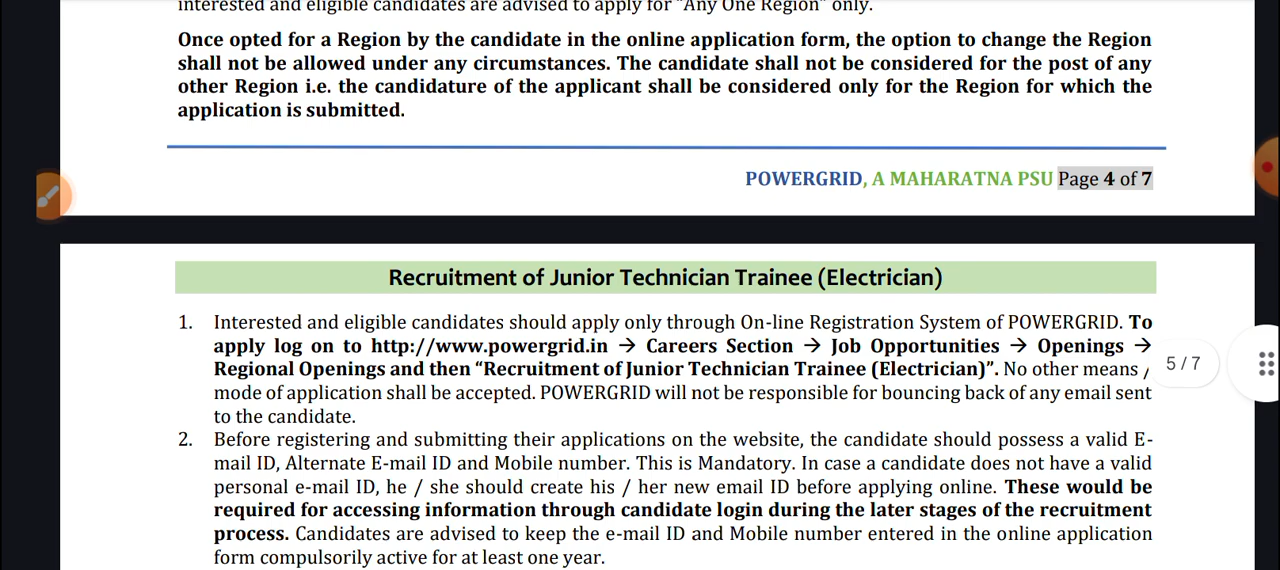 interested and eligible candidates are advised to apply for "Any One Region" only.
Once opted for a Region by the candidate in the online application form, the option to change the Region
shall not be allowed under any circumstances. The candidate shall not be considered for the post of any
other Region i.e. the candidature of the applicant shall be considered only for the Region for which the
application is submitted.
POWERGRID, A MAHARATNA PSU Page 4 of 7
Recruitment of Junior Technician Trainee (Electrician)
1. Interested and eligible candidates should apply only through On-line Registration System of POWERGRID. To
apply log on to http://www.powergrid.in → Careers Section → Job Opportunities → Openings →
Regional Openings and then “Recruitment of Junior Technician Trainee (Electrician)”. No other means /
5 / 7
mode of application shall be accepted. POWERGRID will not be responsible for bouncing back of any email sent
to the candidate.
2. Before registering and submitting their applications on the website, the candidate should possess a valid E-
mail ID, Alternate E-mail ID and Mobile number. This is Mandatory. In case a candidate does not have a valid
personal e-mail ID, he / she should create his / her new email ID before applying online. These would be
required for accessing information through candidate login during the later stages of the recruitment
process. Candidates are advised to keep the e-mail ID and Mobile number entered in the online application
form compulsorily active for at least one year.